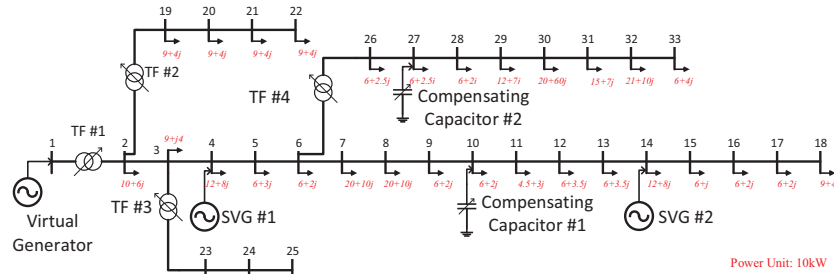 19 20 21 22
9+4j 9+4j 9+4j 9+4j
TF #2
26 27 28 29 30 31 32 33
6+2.5j 6+2.5i 6+2i 12+7i 20+60j 15+7j 21+10j 6+4j
TF #4
Compensating
Capacitor #2
TF #1
9+j4
1 2 3 4 5 6 7 8 9 10 11 12 13 14 15 16 17 18
10+6j 12+8j 6+3j 6+2j 20+10j 20+10j 6+2j 6+2j 4.5+3j 6+3.5j 6+3.5j 12+8j 6+j 6+2j 6+2j
TF #3
Virtual
Generator
SVG #1
Compensating
Capacitor #1
SVG #2
23 24 25
Power Unit: 10kW